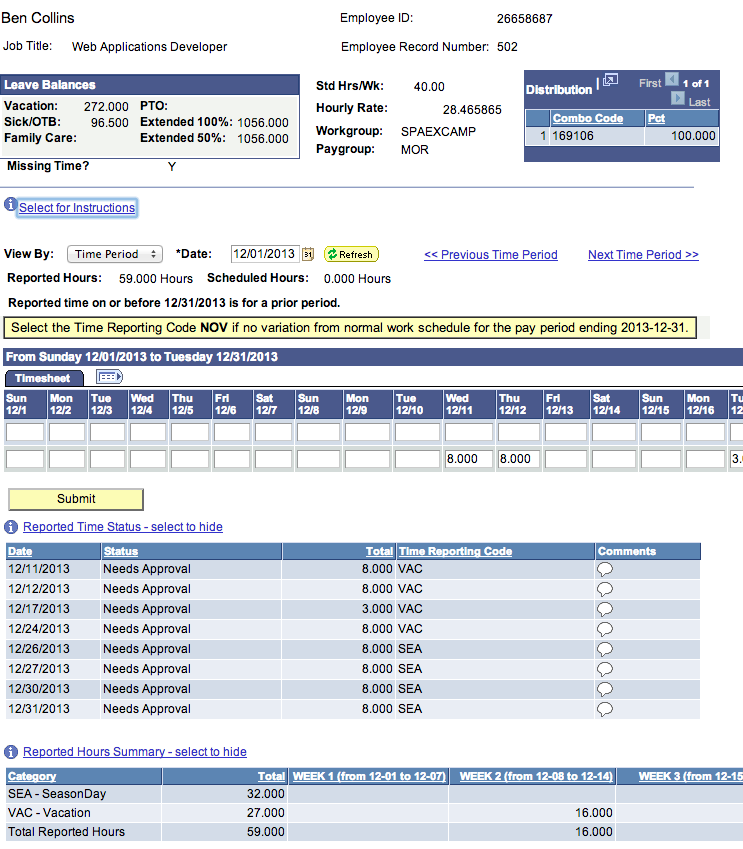 Ben Collins Employee ID: 26658687
Job Title: Web Applications Developer Employee Record Number: 502
Leave Balances
Vacation: 272.000 PTO:
Sick/OTB: 96.500 Extended 100%: 1056.000
Family Care: Extended 50%: 1056.000
Missing Time? Y
Std Hrs/Wk: 40.00
Hourly Rate: 28.465865
Workgroup: SPAEXCAMP
Paygroup: MOR
Distribution First 1 of 1
Last
Combo Code Pct
1 169106 100.000
Select for Instructions
View By: Time Period *Date: 12/01/2013 31 Refresh << Previous Time Period Next Time Period >>
Reported Hours: 59.000 Hours Scheduled Hours: 0.000 Hours
Reported time on or before 12/31/2013 is for a prior period.
Select the Time Reporting Code NOV if no variation from normal work schedule for the pay period ending 2013-12-31.
From Sunday 12/01/2013 to Tuesday 12/31/2013
Timesheet
Sun Mon Tue Wed Thu Fri Sat Sun Mon Tue Wed Thu Fri Sat Sun Mon Tu
12/1 12/2 12/3 12/4 12/5 12/6 12/7 12/8 12/9 12/10 12/11 12/12 12/13 12/14 12/15 12/16 12
8.000 8.000 3.
Submit
Reported Time Status - select to hide
Date Status Total Time Reporting Code Comments
12/11/2013 Needs Approval 8.000 VAC
12/12/2013 Needs Approval 8.000 VAC
12/17/2013 Needs Approval 3.000 VAC
12/24/2013 Needs Approval 8.000 VAC
12/26/2013 Needs Approval 8.000 SEA
12/27/2013 Needs Approval 8.000 SEA
12/30/2013 Needs Approval 8.000 SEA
12/31/2013 Needs Approval 8.000 SEA
Reported Hours Summary - select to hide
Category Total WEEK 1 (from 12-01 to 12-07) WEEK 2 (from 12-08 to 12-14) WEEK 3 (from 12-15
SEA - SeasonDay 32.000
VAC - Vacation 27.000 16.000
Total Reported Hours 59.000 16.000